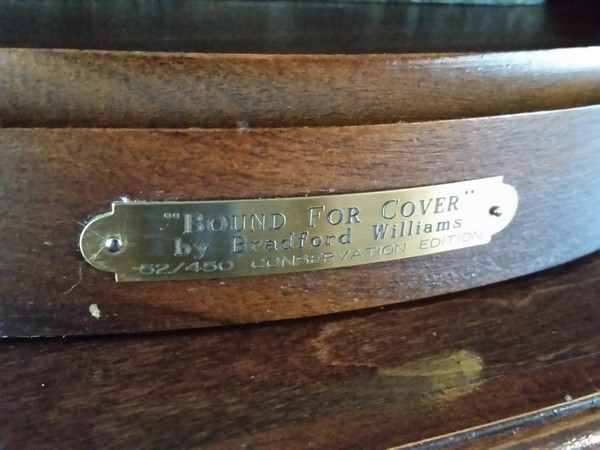 "BOUND FOR COVER"
by Bradford Williams
52/450 CONSERVATION EDITION